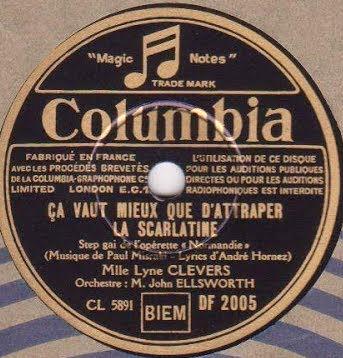 "Magic Notes"
TRADE MARK
Columbia
FABRIQUÉ EN FRANCE
AVEC LES PROCÉDÉS BREVETÉS
DE LA COLUMBIA-GRAPHOPHONE Cº
LIMITED LONDON E.C.1
L'UTILISATION DE CE DISQUE
POUR LES AUDITIONS PUBLIQUES
DIRECTES OU POUR LES AUDITIONS
RADIOPHONIQUES EST INTERDITE
ÇA VAUT MIEUX QUE D'ATTRAPER
LA SCARLATINE
Step gai de l'opérette « Normandie »
(Musique de Paul Misraki - Lyrics d'André Hornez)
Mlle Lyne CLEVERS
Orchestre : M. John ELLSWORTH
CL 5891 BIEM DF 2005